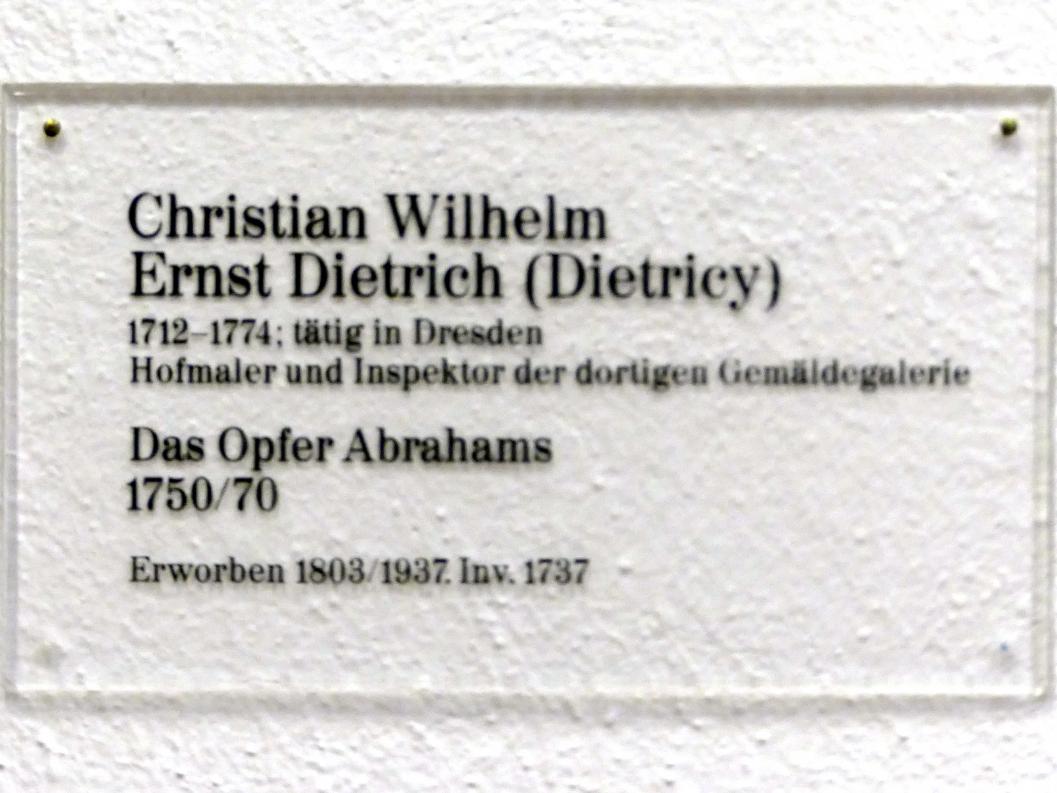 Christian Wilhelm
Ernst Dietrich (Dietricy)
1712–1774; tätig in Dresden
Hofmaler und Inspektor der dortigen Gemäldegalerie
Das Opfer Abrahams
1750/70
Erworben 1803/1937. Inv. 1737